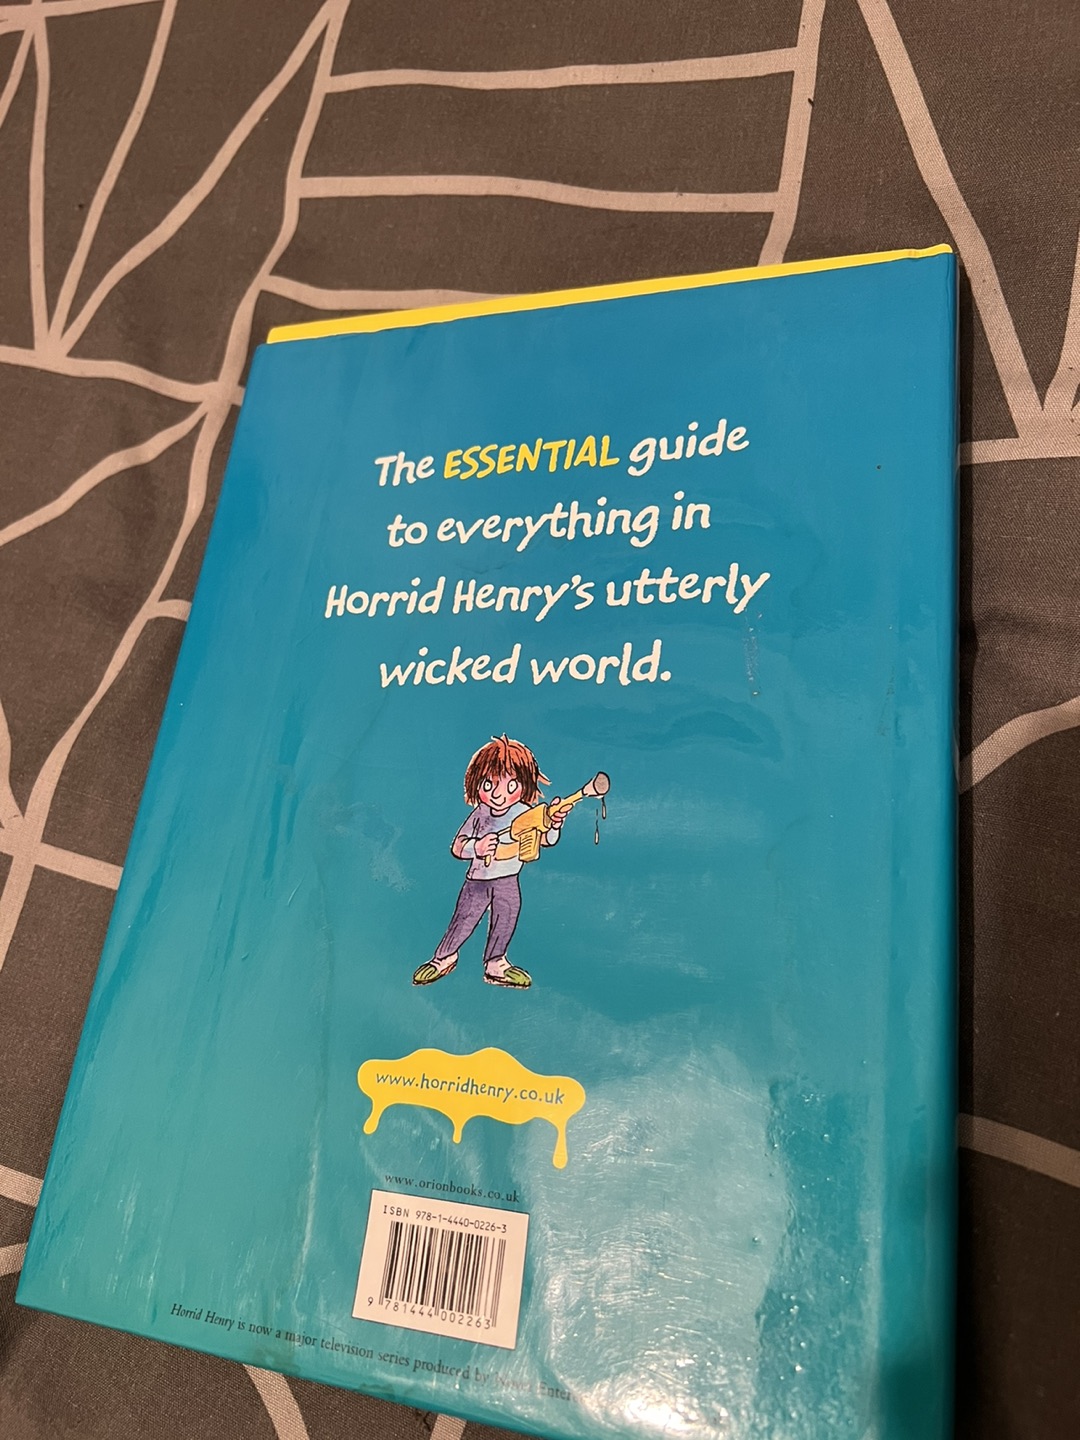 The ESSENTIAL guide
to everything in
Horrid Henry's utterly
wicked world.
www.horridhenry.co.uk
www.orionbooks.co.uk
ISBN 978-1-4440-0226-3
9 781444 002263
Horrid Henry is now a major television series produced by